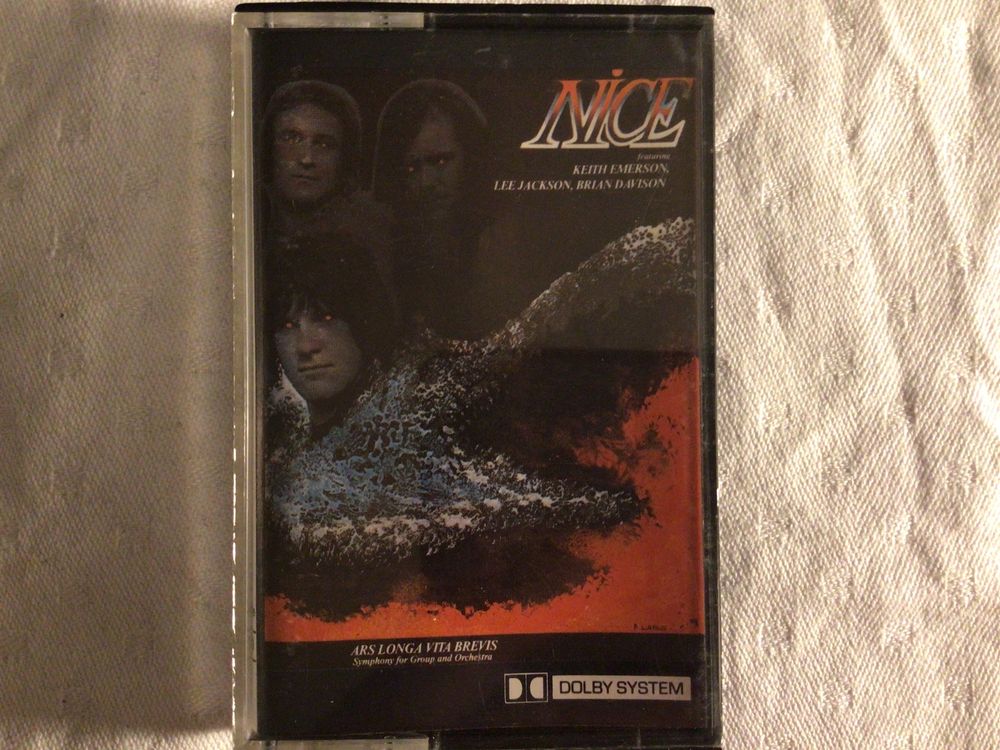 NICE
featuring
KEITH EMERSON,
LEE JACKSON, BRIAN DAVISON
ARS LONGA VITA BREVIS
Symphony for Group and Orchestra
DOLBY SYSTEM